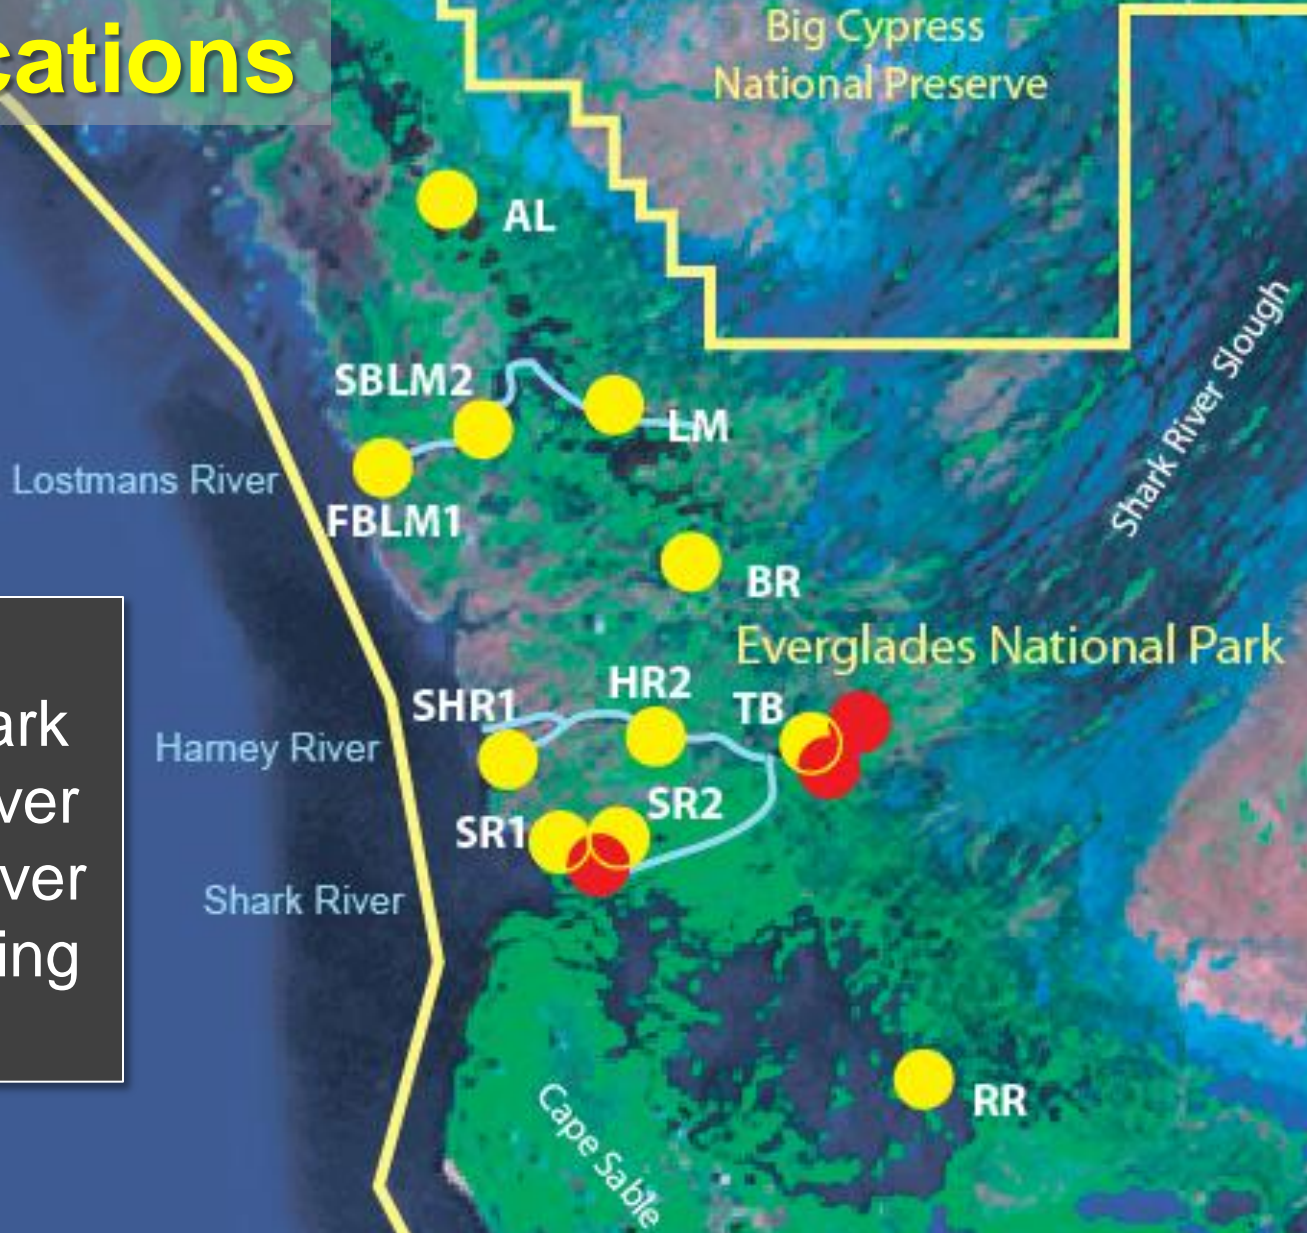 cations
Big Cypress
National Preserve
AL
SBLM2
LM
Lostmans River
FBLM1
Shark River Slough
BR
Everglades National Park
SHR1
HR2
TB
ark
Harney River
ver
SR2
SR1
ver
Shark River
ing
RR
Cape Sable